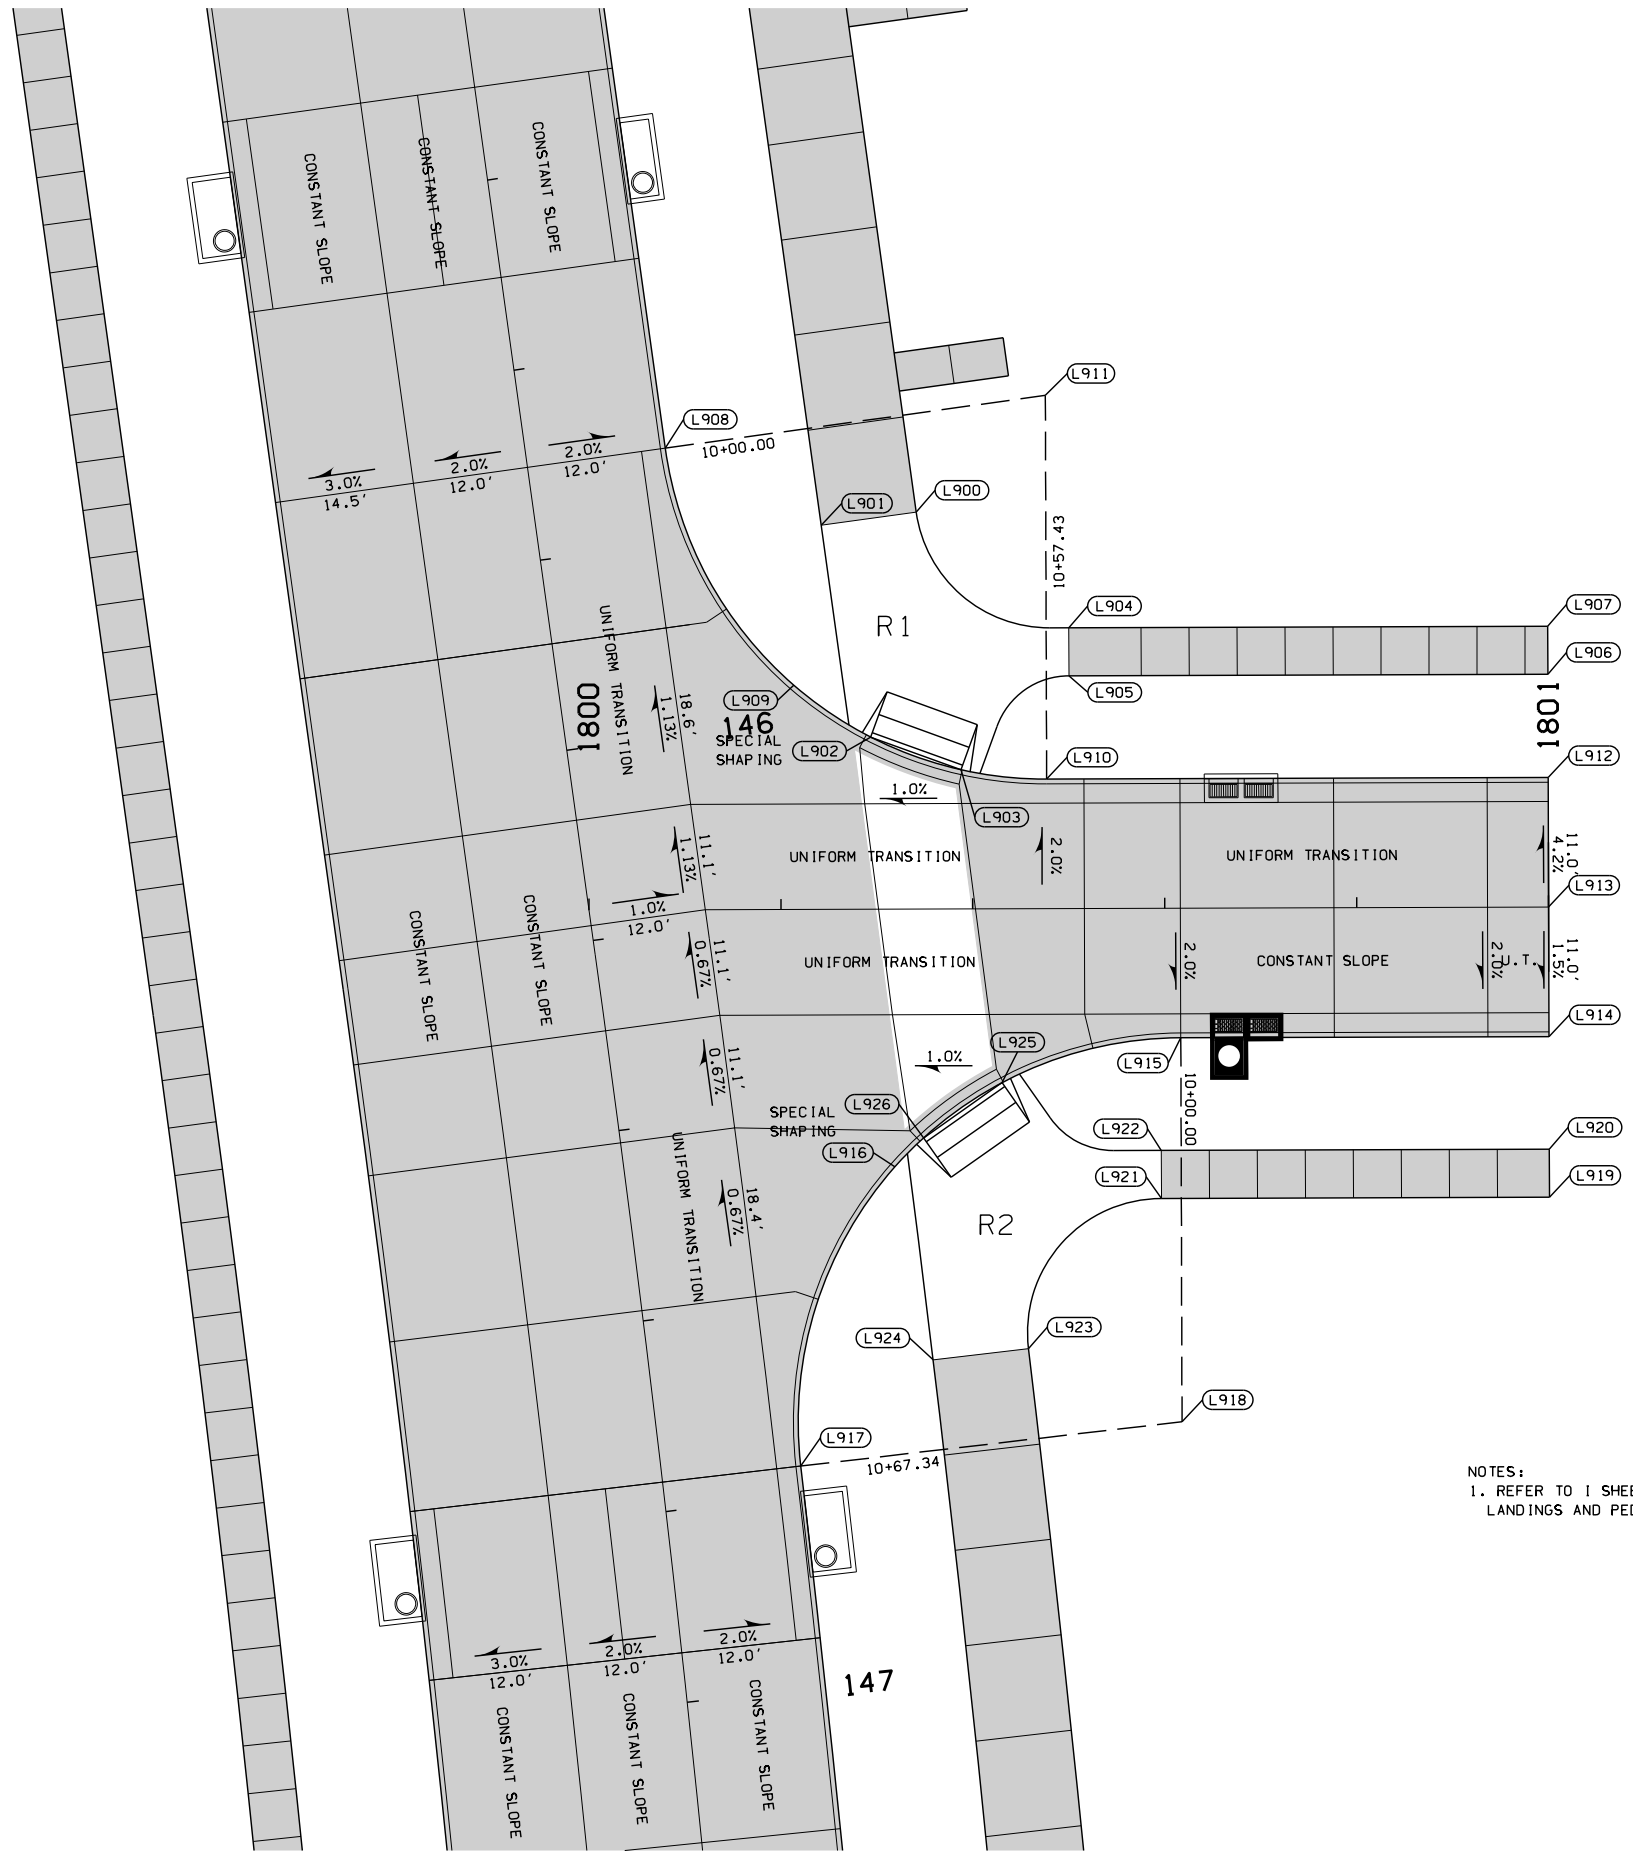 CONSTANT SLOPE
CONSTANT SLOPE
CONSTANT SLOPE
L911
L908
10+00.00
2.0%
12.0'
2.0%
12.0'
3.0%
14.5'
L900
L901
10+57.43
R1
L904
L907
L906
L905
UNIFORM TRANSITION
1800
18.6'
1.13%
L909
146
SPECIAL
SHAPING
L902
1801
L910
L912
1.0%
L903
11.1'
1.13%
UNIFORM TRANSITION
2.0%
UNIFORM TRANSITION
11.0'
4.2%
L913
1.0%
12.0'
CONSTANT SLOPE
CONSTANT SLOPE
11.1'
0.67%
UNIFORM TRANSITION
2.0%
CONSTANT SLOPE
2.0%
U.T.
11.0'
1.5%
L914
L925
1.0%
L915
11.1'
0.67%
SPECIAL
SHAPING
L926
10+00.00
L922
L920
L916
UNIFORM TRANSITION
L921
L919
18.4'
0.67%
R2
L924
L923
L918
L917
10+67.34
NOTES:
1. REFER TO I
LANDINGS AND
2.0%
12.0'
2.0%
12.0'
3.0%
12.0'
147
CONSTANT SLOPE
CONSTANT SLOPE
CONSTANT SLOPE